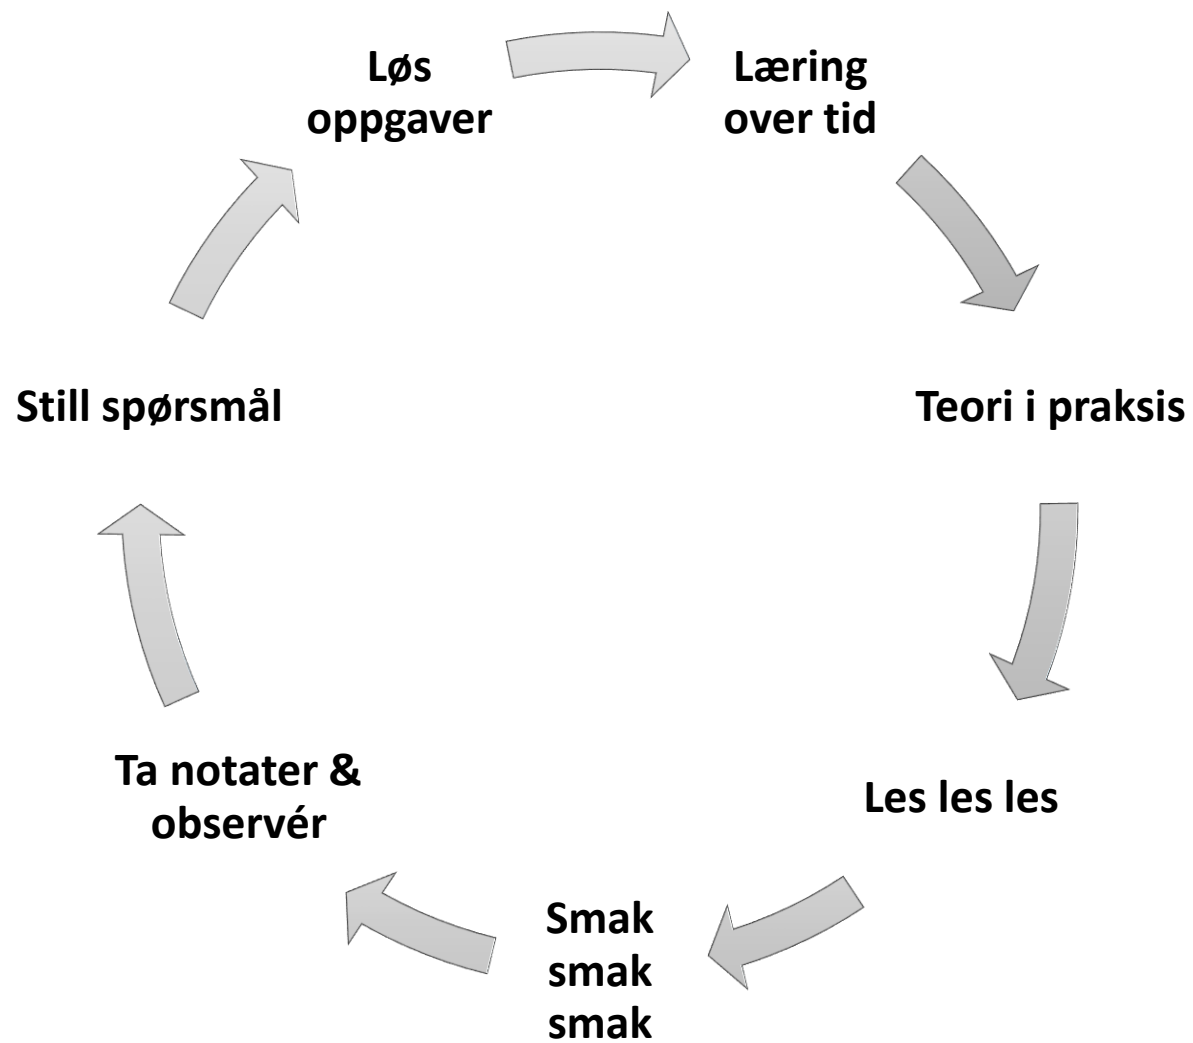 Løs
oppgaver
Læring
over tid
Teori i praksis
Les les les
Smak
smak
smak
Ta notater &
observér
Still spørsmål